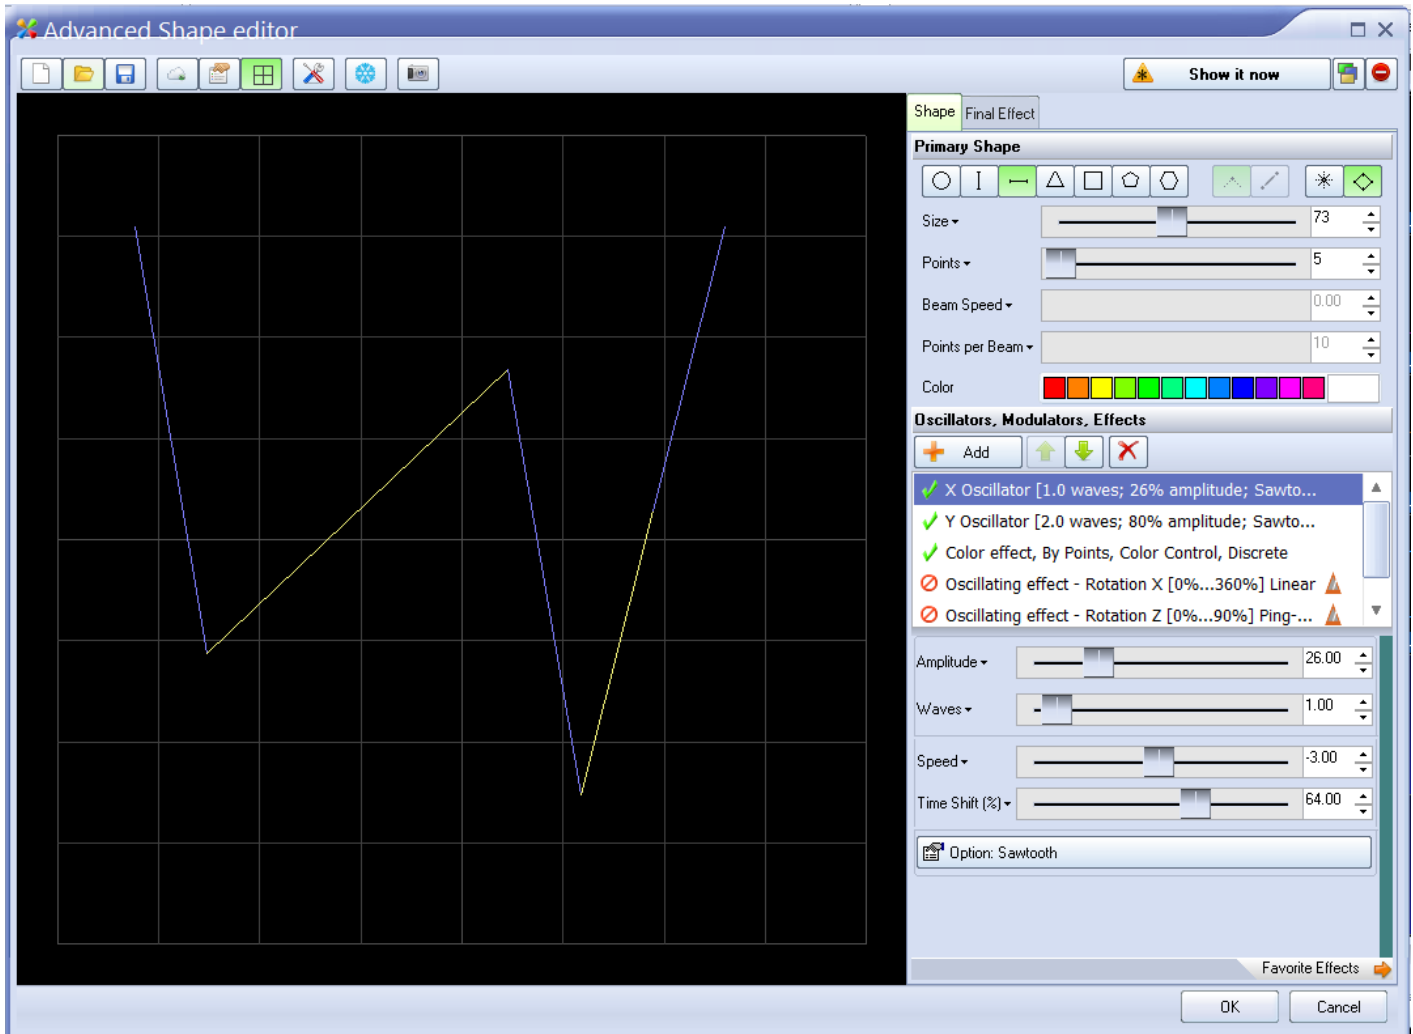 Advanced Shape editor
Show it now
Shape Final Effect
Primary Shape
Size 73
Points 5
Beam Speed 0.00
Points per Beam 10
Color
Oscillators, Modulators, Effects
Add
X Oscillator [1.0 waves; 26% amplitude; Sawto...
Y Oscillator [2.0 waves; 80% amplitude; Sawto...
Color effect, By Points, Color Control, Discrete
Oscillating effect - Rotation X [0%...360%] Linear
Oscillating effect - Rotation Z [0%...90%] Ping-...
Amplitude 26.00
Waves 1.00
Speed -3.00
Time Shift (%) 64.00
Option: Sawtooth
Favorite Effects
OK Cancel